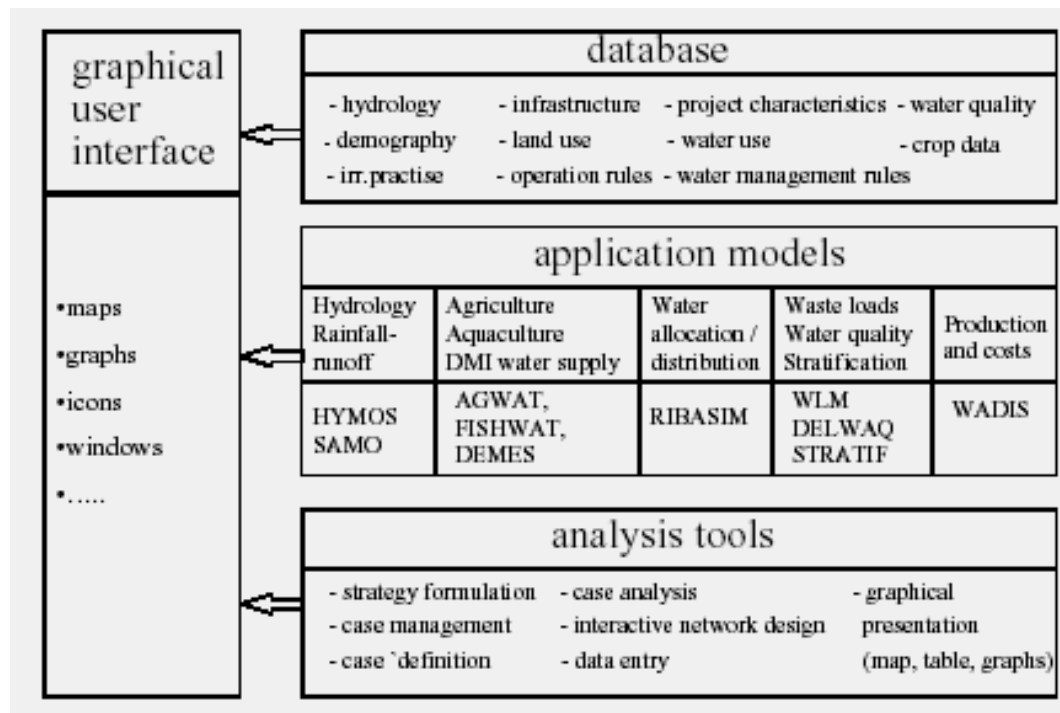 graphical
user
interface
•maps
•graphs
•icons
•windows
•.....
database
- hydrology - infrastructure - project characteristics - water quality
- demography - land use - water use - crop data
- irr.practise - operation rules - water management rules
application models
Hydrology
Rainfall-
runoff
Agriculture
Aquaculture
DMI water supply
Water
allocation /
distribution
Waste loads
Water quality
Stratification
Production
and costs
HYMOS
SAMO
AGWAT,
FISHWAT,
DEMES
RIBASIM
WLM
DELWAQ
STRATIF
WADIS
analysis tools
- strategy formulation - case analysis - graphical
- case management - interactive network design presentation
- case `definition - data entry (map, table, graphs)